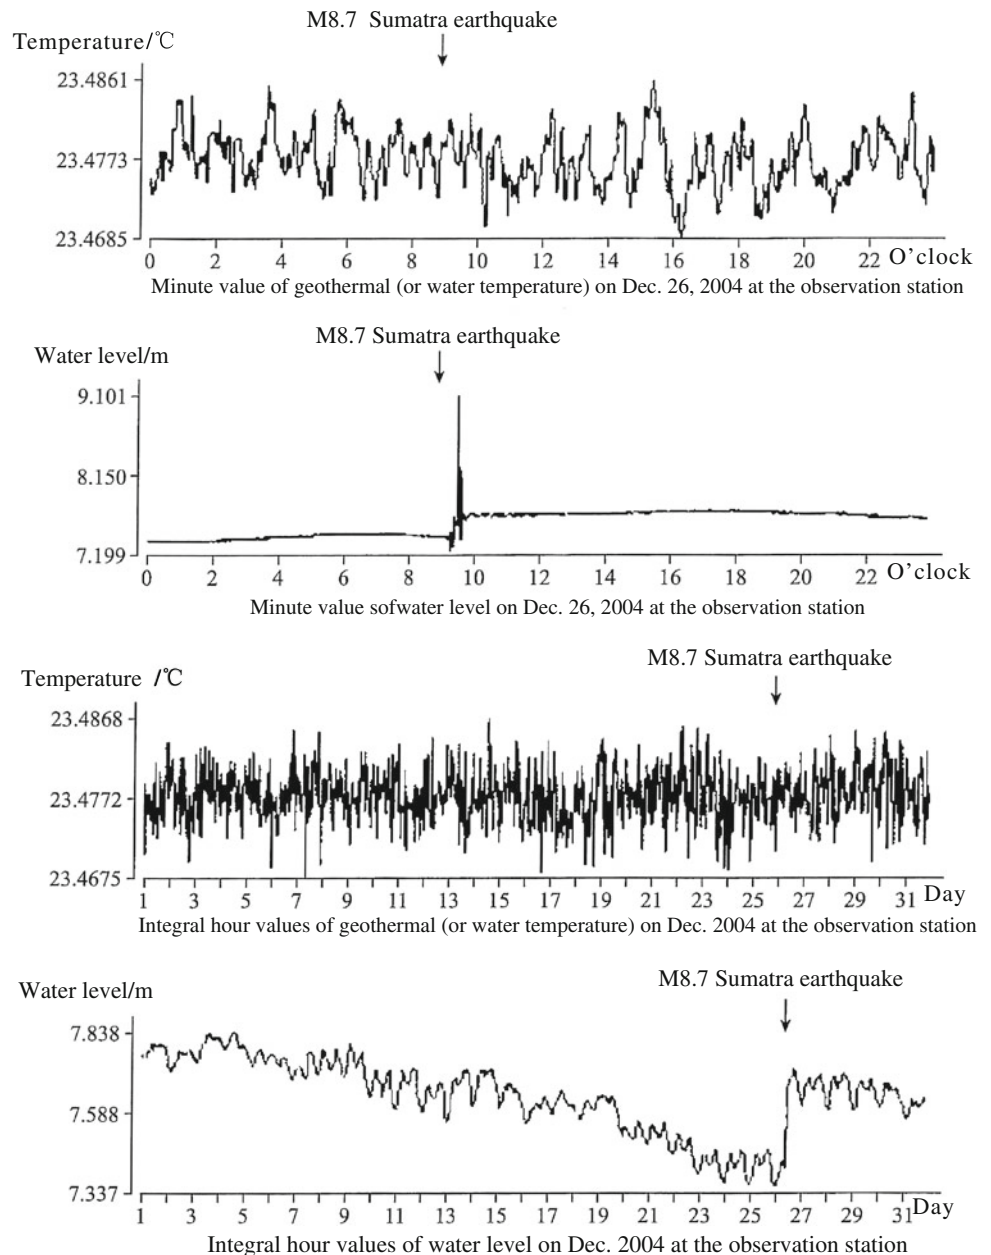 M8.7 Sumatra earthquake
Temperature/℃
23.4861
23.4773
23.4685
0 2 4 6 8 10 12 14 16 18 20 22 O'clock
Minute value of geothermal (or water temperature) on Dec. 26, 2004 at the observation station
M8.7 Sumatra earthquake
Water level/m
9.101
8.150
7.199
0 2 4 6 8 10 12 14 16 18 20 22 O'clock
Minute value sofwater level on Dec. 26, 2004 at the observation station
M8.7 Sumatra earthquake
Temperature /℃
23.4868
23.4772
23.4675
1 3 5 7 9 11 13 15 17 19 21 23 25 27 29 31 Day
Integral hour values of geothermal (or water temperature) on Dec. 2004 at the observation station
M8.7 Sumatra earthquake
Water level/m
7.838
7.588
7.337
1 3 5 7 9 11 13 15 17 19 21 23 25 27 29 31 Day
Integral hour values of water level on Dec. 2004 at the observation station